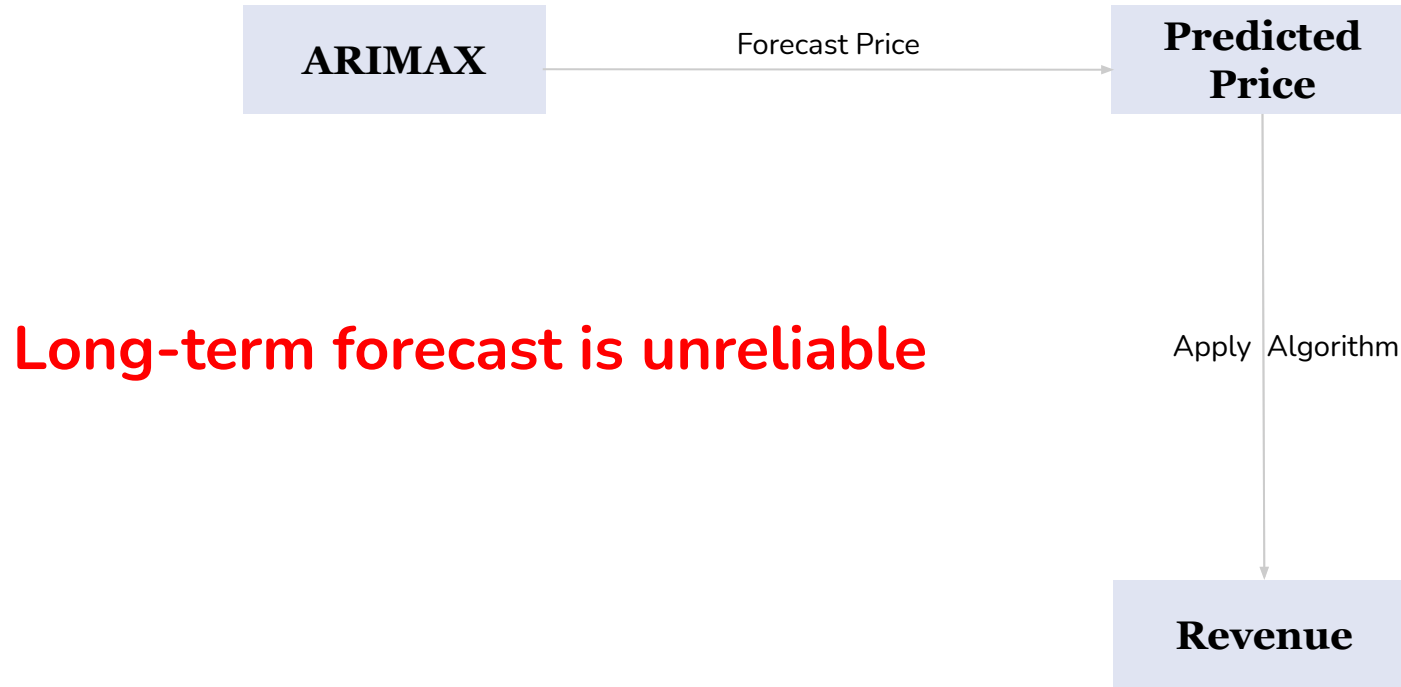 ARIMAX
Forecast Price
Predicted
Price
Long-term forecast is unreliable
Apply Algorithm
Revenue